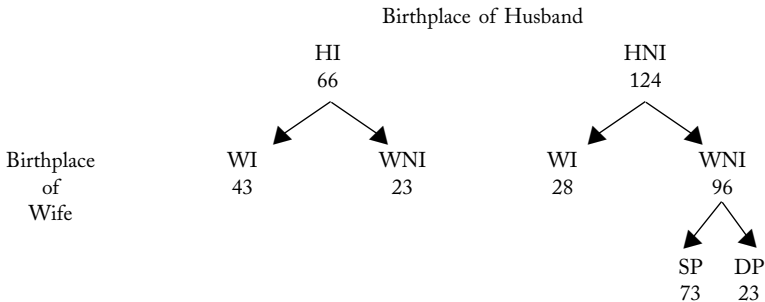 Birthplace of Husband
HI HNI
66 124
Birthplace
of
Wife
WI WNI WI WNI
43 23 28 96
SP DP
73 23